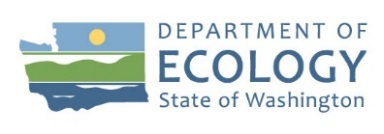 DEPARTMENT OF
ECOLOGY
State of Washington